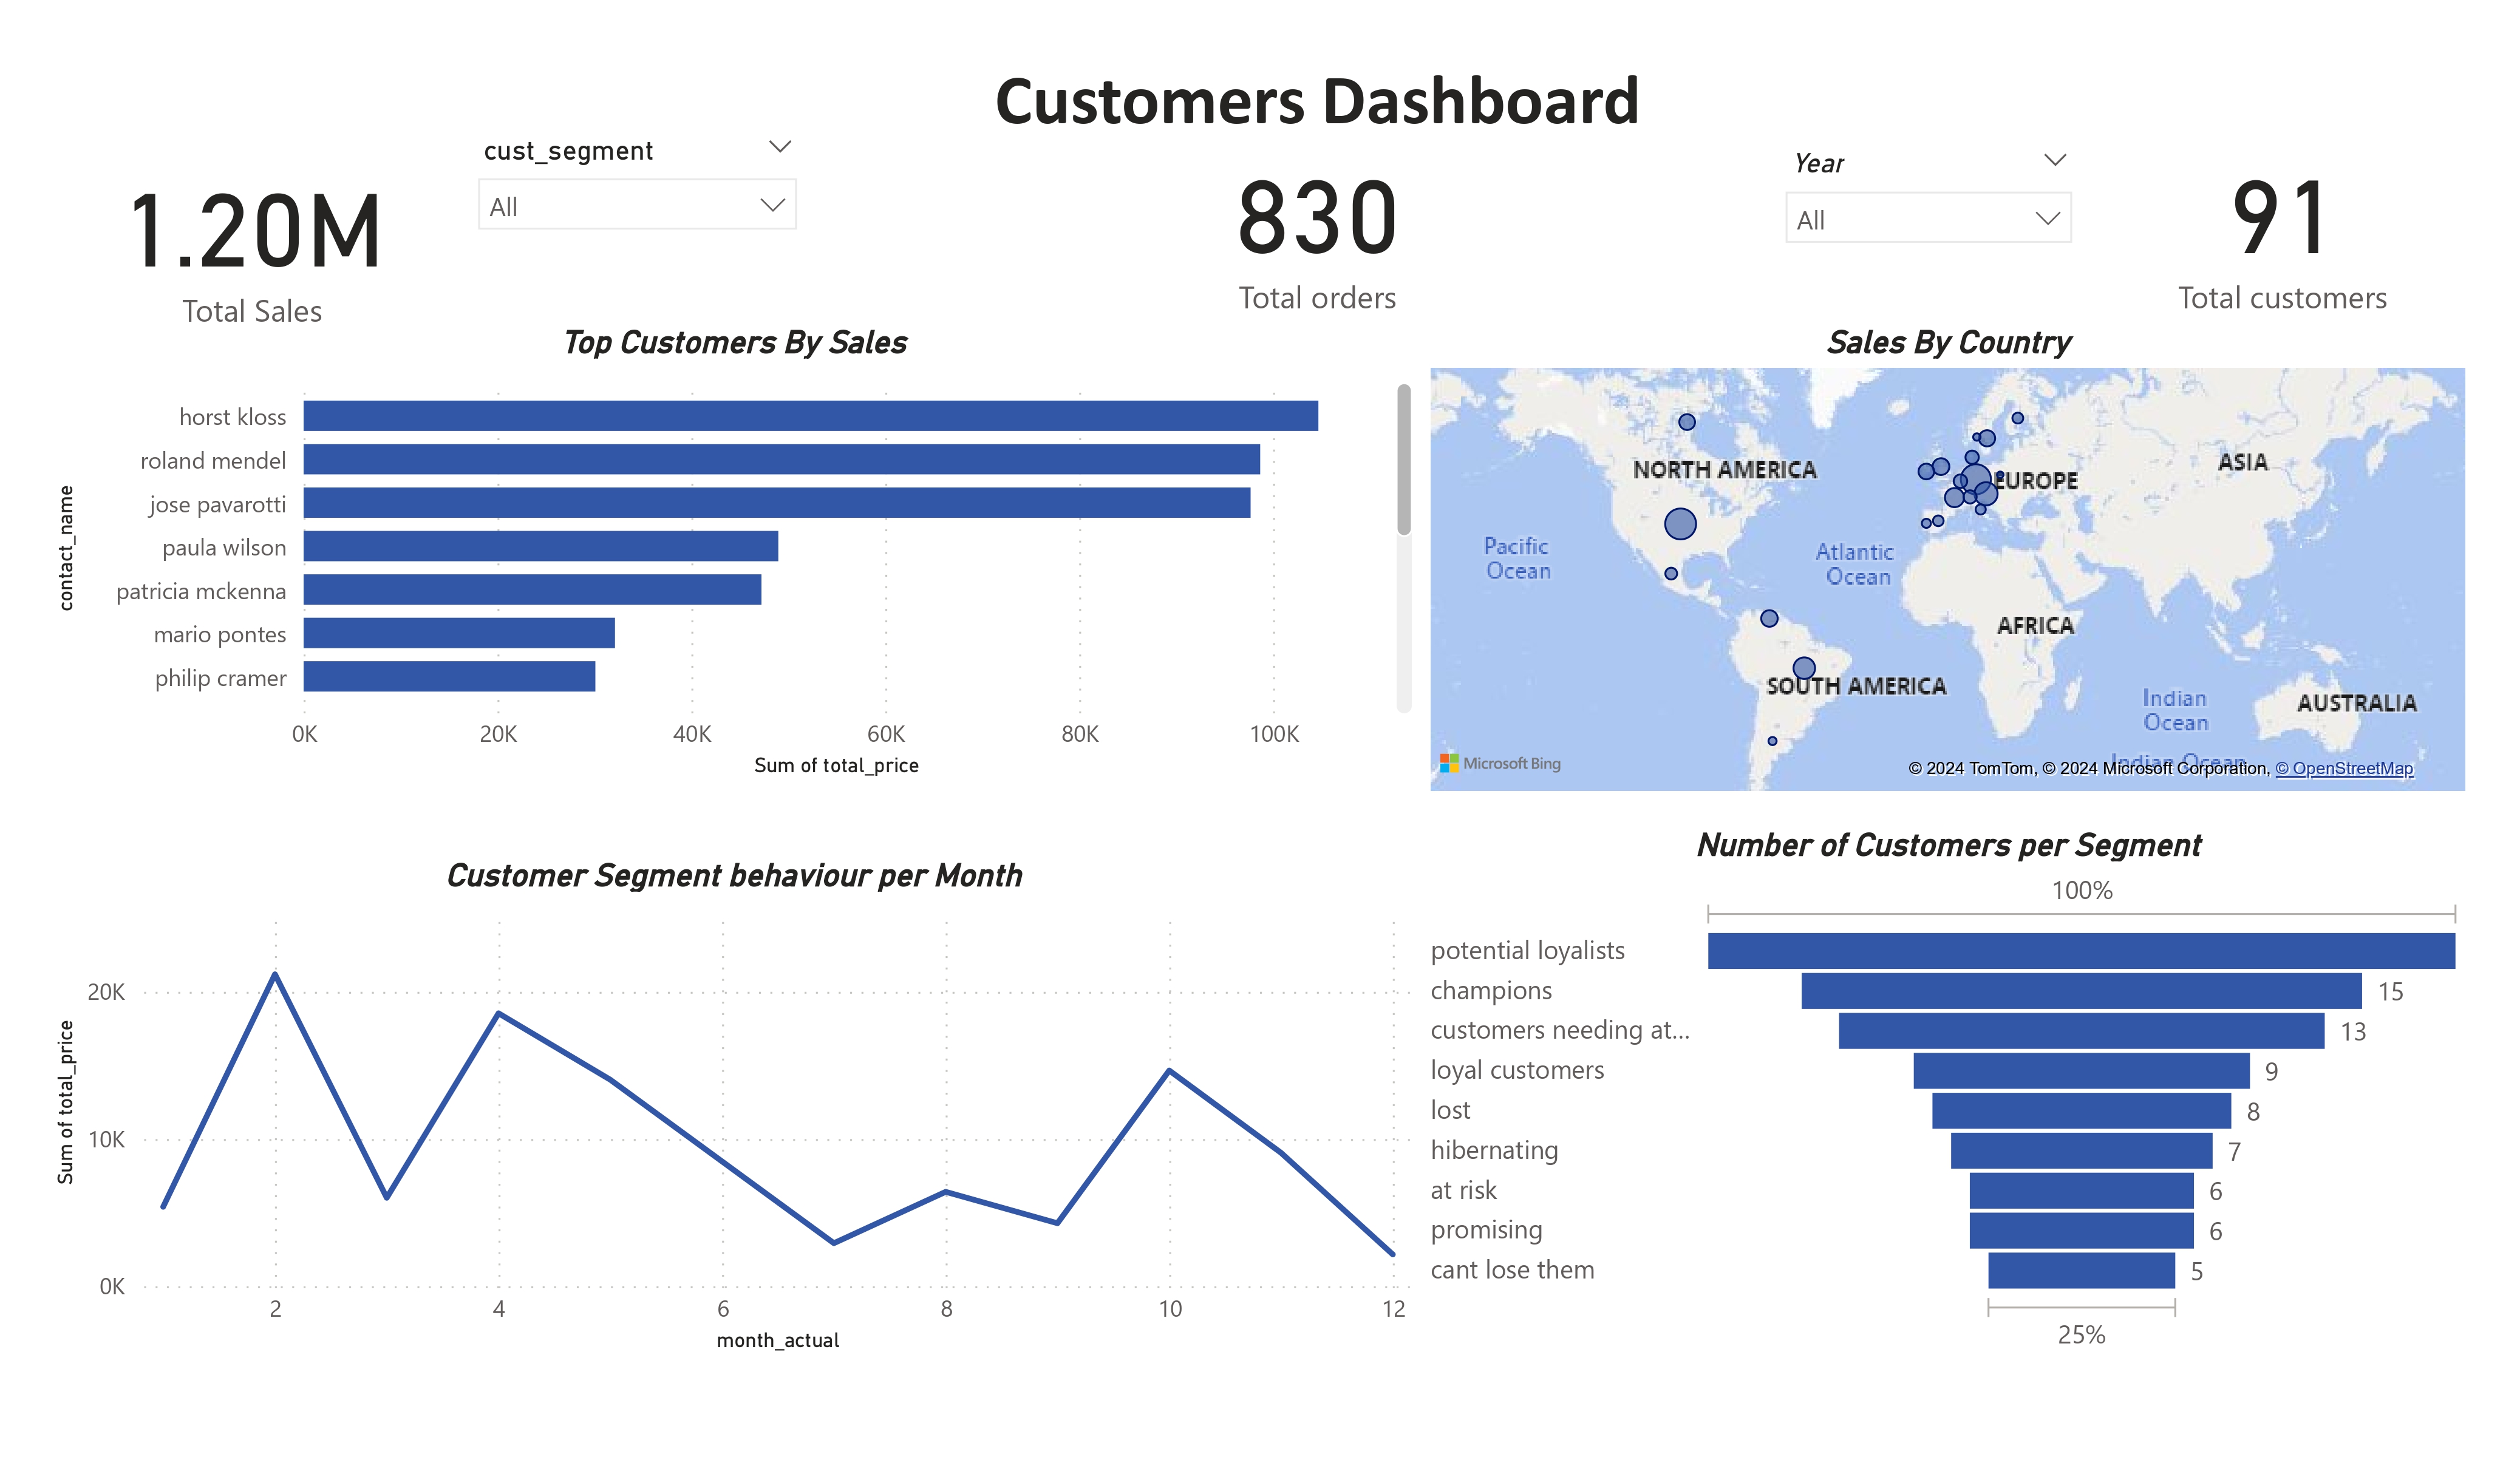 Customers Dashboard
cust_segment
All
1.20M
Total Sales
830
Total orders
Year
All
91
Total customers
Top Customers By Sales
contact_name
horst kloss
roland mendel
jose pavarotti
paula wilson
patricia mckenna
mario pontes
philip cramer
0K 20K 40K 60K 80K 100K
Sum of total_price
Sales By Country
NORTH AMERICA
EUROPE
ASIA
Pacific
Ocean
Atlantic
Ocean
AFRICA
SOUTH AMERICA
Indian
Ocean
AUSTRALIA
Indian Ocean
Microsoft Bing
© 2024 TomTom, © 2024 Microsoft Corporation, © OpenStreetMap
Customer Segment behaviour per Month
Sum of total_price
20K
10K
0K
2 4 6 8 10 12
month_actual
Number of Customers per Segment
100%
potential loyalists
champions 15
customers needing at... 13
loyal customers 9
lost 8
hibernating 7
at risk 6
promising 6
cant lose them 5
25%